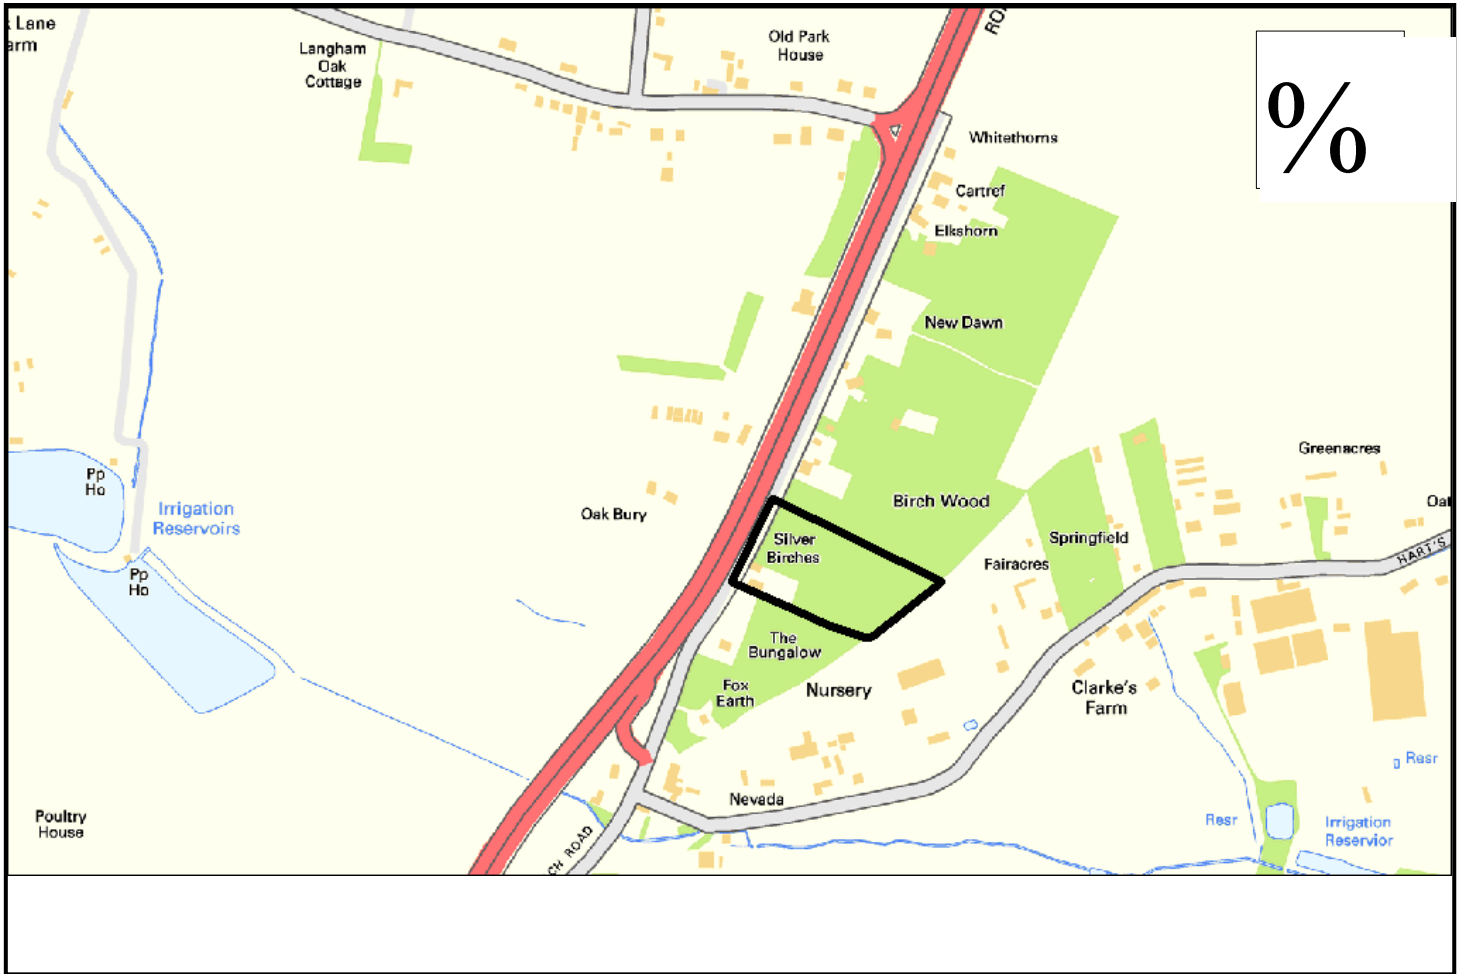 k Lane
arm
Langham
Oak
Cottage
Old Park
House
ROA
%
Whitethorns
Cartref
Elkshorn
New Dawn
Greenacres
Pp
Ho
Irrigation
Reservoirs
Oak Bury
Birch Wood
Oat
Silver
Birches
Springfield
Fairacres
HART'S
Pp
Ho
The
Bungalow
Fox
Earth
Nursery
Clarke's
Farm
Resr
Nevada
Poultry
House
CH ROAD
Resr
Irrigation
Reservior